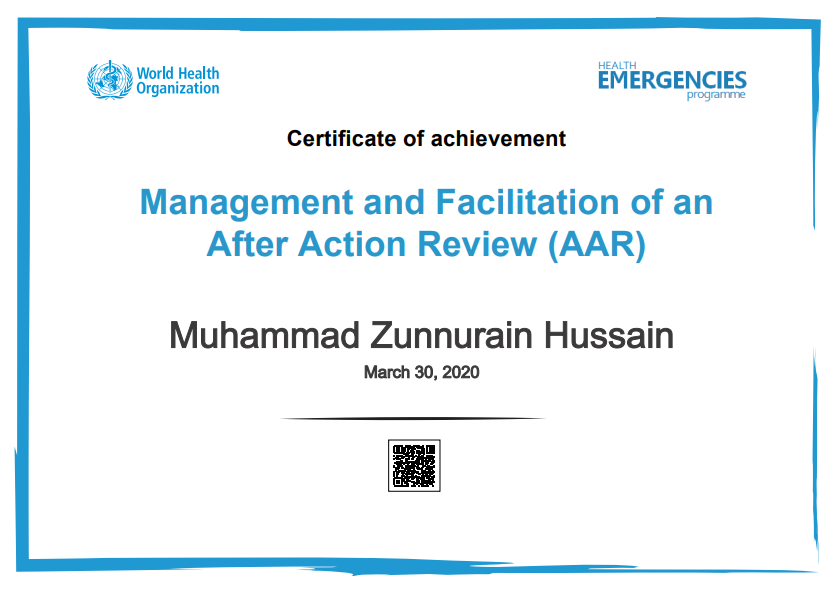 World Health
Organization
HEALTH
EMERGENCIES
programme
Certificate of achievement
Management and Facilitation of an
After Action Review (AAR)
Muhammad Zunnurain Hussain
March 30, 2020